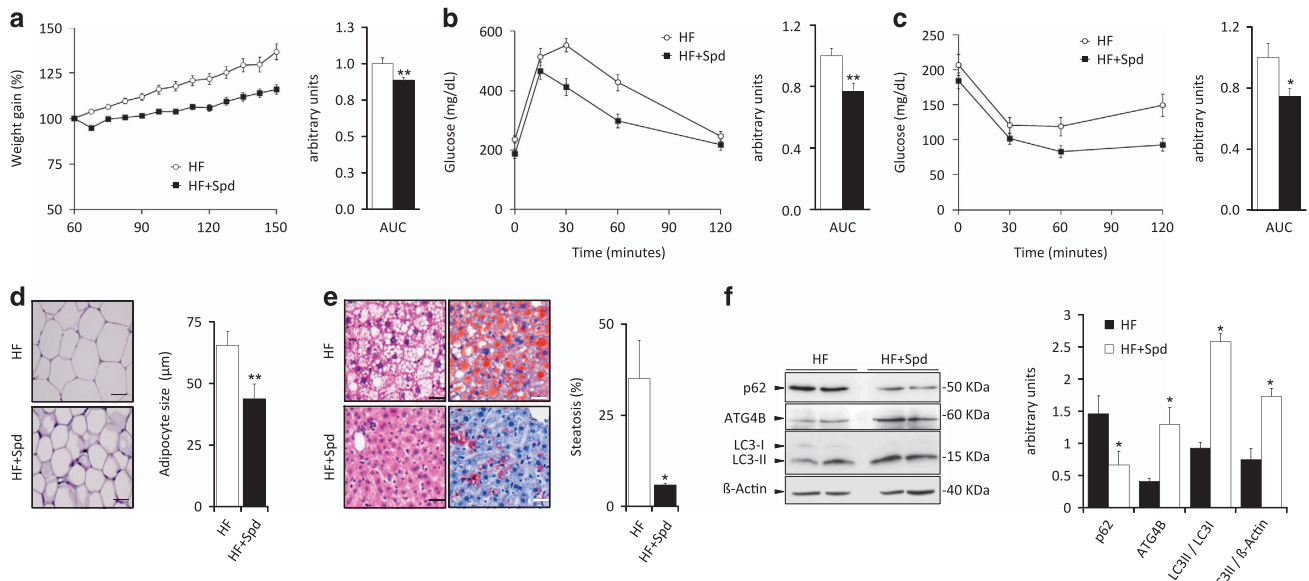 a
Weight gain (%)
150
125
100
75
50
60
90
120
150
HF
HF+Spd
arbitrary units
1.3
1.0
0.8
0.5
0.3
0.0
**
AUC
b
Glucose (mg/dL)
600
400
200
0
0
30
60
90
120
Time (minutes)
HF
HF+Spd
arbitrary units
1.2
0.8
0.4
0.0
**
AUC
c
Glucose (mg/dL)
250
200
150
100
50
0
0
30
60
90
120
Time (minutes)
HF
HF+Spd
arbitrary units
1.2
0.8
0.4
0.0
*
AUC
d
HF
HF+Spd
Adipocyte size (µm)
75
50
25
0
**
HF
HF+Spd
e
HF
HF+Spd
Steatosis (%)
50
25
0
*
HF
HF+Spd
f
HF
HF+Spd
p62
-50 KDa
ATG4B
-60 KDa
LC3-I
LC3-II
-15 KDa
ß-Actin
-40 KDa
arbitrary units
3
2.5
2
1.5
1
0.5
0
HF
HF+Spd
*
*
*
*
p62
ATG4B
LC3II / LC3I
C3II / ß-Actin